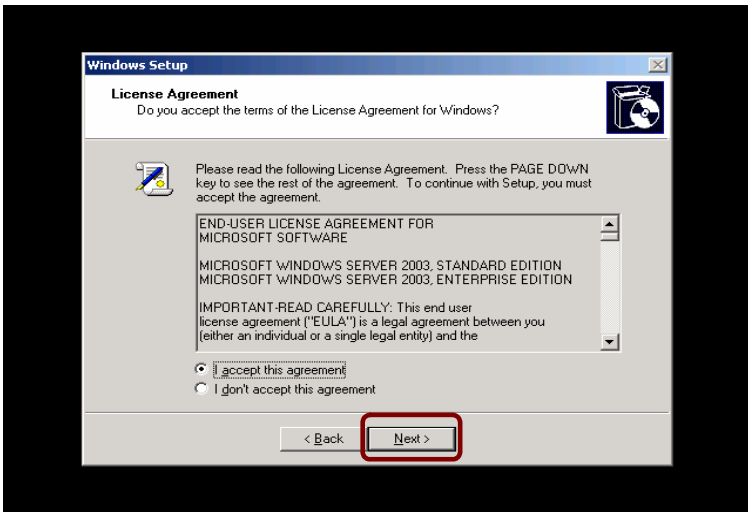 Windows Setup
License Agreement
Do you accept the terms of the License Agreement for Windows?
Please read the following License Agreement. Press the PAGE DOWN
key to see the rest of the agreement. To continue with Setup, you must
accept the agreement.
END-USER LICENSE AGREEMENT FOR
MICROSOFT SOFTWARE
MICROSOFT WINDOWS SERVER 2003, STANDARD EDITION
MICROSOFT WINDOWS SERVER 2003, ENTERPRISE EDITION
IMPORTANT-READ CAREFULLY: This end user
license agreement ("EULA") is a legal agreement between you
(either an individual or a single legal entity) and the
I accept this agreement
I don't accept this agreement
< Back
Next >